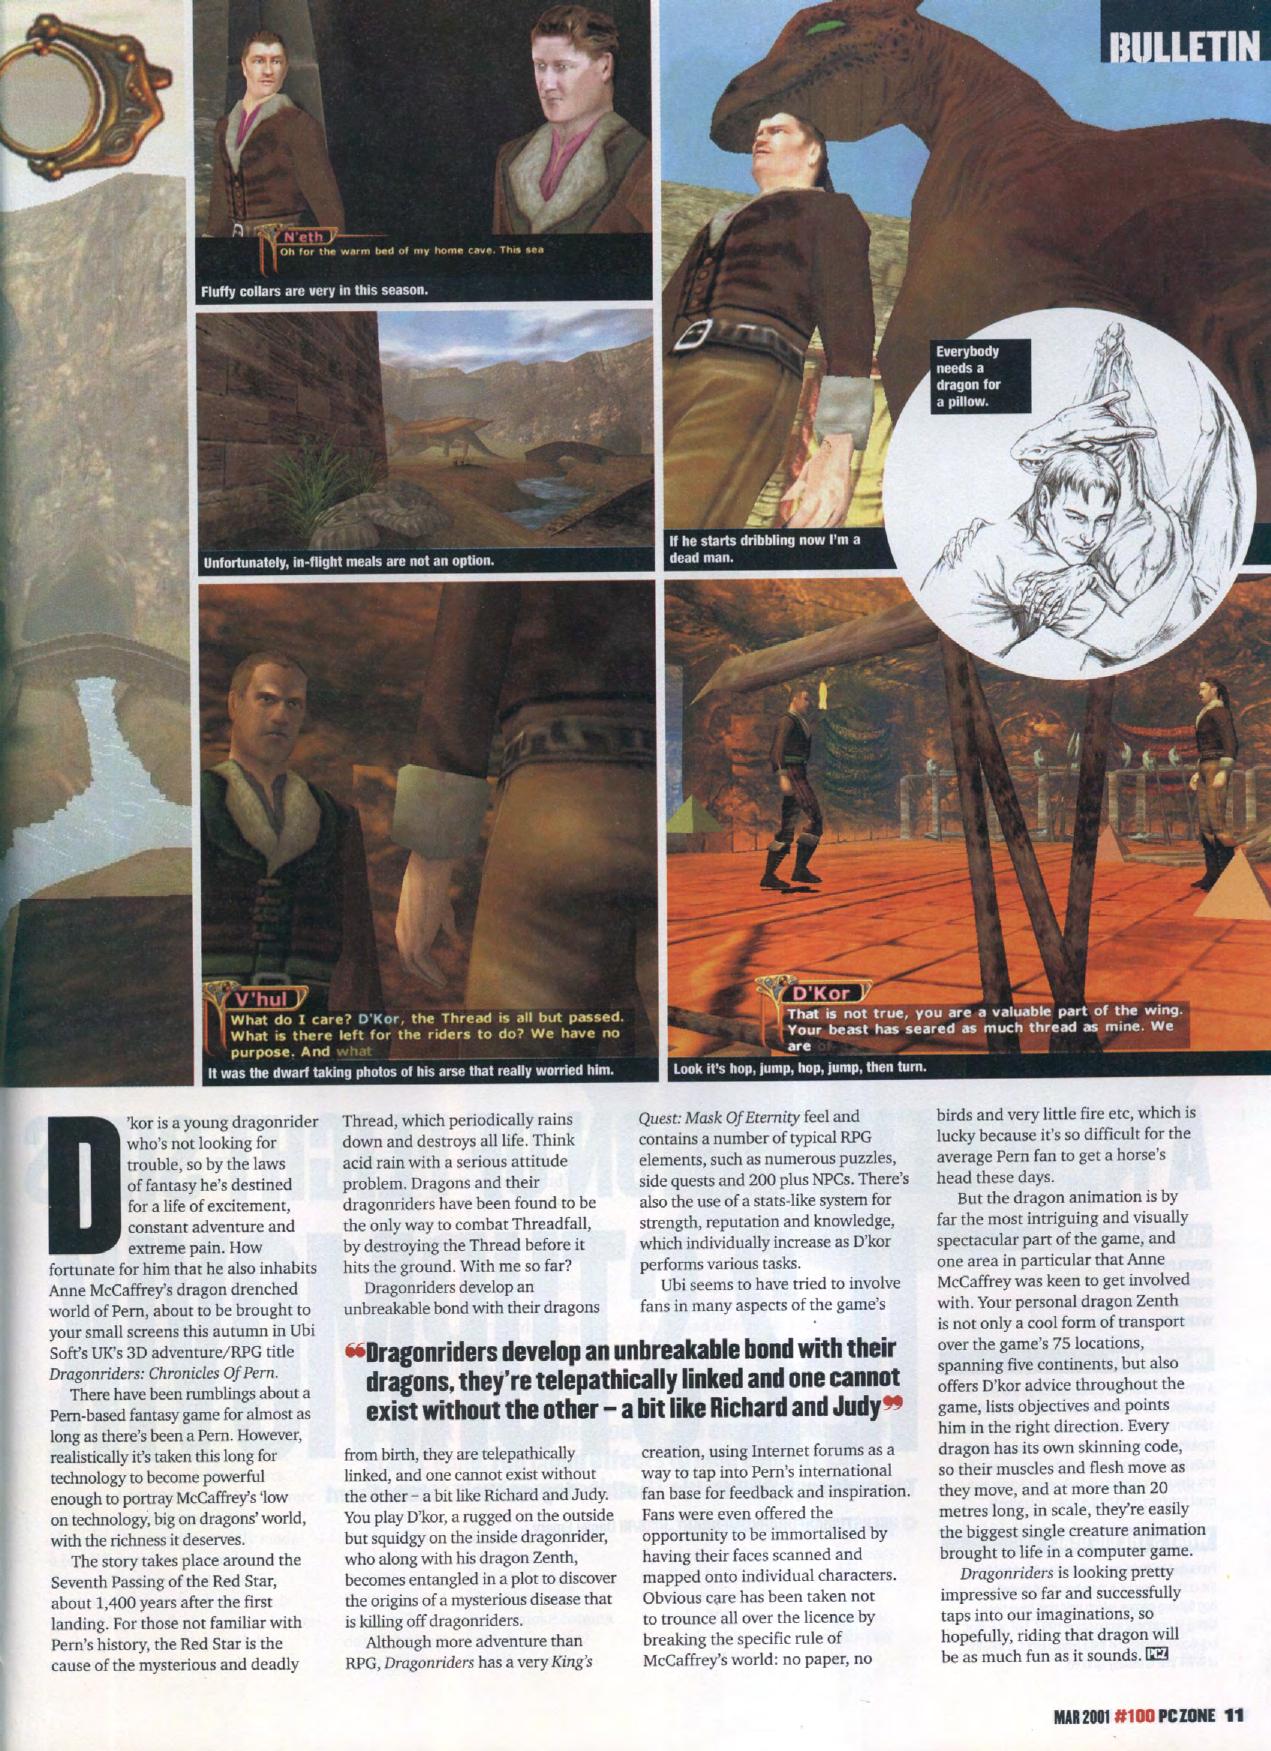 BULLETIN
N'eth
Oh for the warm bed of my home cave. This sea
Fluffy collars are very in this season.
Everybody
needs a
dragon for
a pillow.
Unfortunately, in-flight meals are not an option.
If he starts dribbling now I'm a
dead man.
V'hul
What do I care? D'Kor, the Thread is all but passed.
What is there left for the riders to do? We have no
purpose. And what
It was the dwarf taking photos of his arse that really worried him.
D'Kor
That is not true, you are a valuable part of the wing.
Your beast has seared as much thread as mine. We
are
Look it's hop, jump, hop, jump, then turn.
D'kor is a young dragonrider
who's not looking for
trouble, so by the laws
of fantasy he's destined
for a life of excitement,
constant adventure and
extreme pain. How
fortunate for him that he also inhabits
Anne McCaffrey's dragon drenched
world of Pern, about to be brought to
your small screens this autumn in Ubi
Soft's UK's 3D adventure/RPG title
Dragonriders: Chronicles Of Pern.
There have been rumblings about a
Pern-based fantasy game for almost as
long as there's been a Pern. However,
realistically it's taken this long for
technology to become powerful
enough to portray McCaffrey's 'low
on technology, big on dragons' world,
with the richness it deserves.
The story takes place around the
Seventh Passing of the Red Star,
about 1,400 years after the first
landing. For those not familiar with
Pern's history, the Red Star is the
cause of the mysterious and deadly
Thread, which periodically rains
down and destroys all life. Think
acid rain with a serious attitude
problem. Dragons and their
dragonriders have been found to be
the only way to combat Threadfall,
by destroying the Thread before it
hits the ground. With me so far?
Dragonriders develop an
unbreakable bond with their dragons
“Dragonriders develop an unbreakable bond with their
dragons, they're telepathically linked and one cannot
exist without the other – a bit like Richard and Judy”
from birth, they are telepathically
linked, and one cannot exist without
the other – a bit like Richard and Judy.
You play D'kor, a rugged on the outside
but squidgy on the inside dragonrider,
who along with his dragon Zenth,
becomes entangled in a plot to discover
the origins of a mysterious disease that
is killing off dragonriders.
Although more adventure than
RPG, Dragonriders has a very King's
Quest: Mask Of Eternity feel and
contains a number of typical RPG
elements, such as numerous puzzles,
side quests and 200 plus NPCs. There's
also the use of a stats-like system for
strength, reputation and knowledge,
which individually increase as D'kor
performs various tasks.
Ubi seems to have tried to involve
fans in many aspects of the game's
creation, using Internet forums as a
way to tap into Pern's international
fan base for feedback and inspiration.
Fans were even offered the
opportunity to be immortalised by
having their faces scanned and
mapped onto individual characters.
Obvious care has been taken not
to trounce all over the licence by
breaking the specific rule of
McCaffrey's world: no paper, no
birds and very little fire etc, which is
lucky because it's so difficult for the
average Pern fan to get a horse's
head these days.
But the dragon animation is by
far the most intriguing and visually
spectacular part of the game, and
one area in particular that Anne
McCaffrey was keen to get involved
with. Your personal dragon Zenth
is not only a cool form of transport
over the game's 75 locations,
spanning five continents, but also
offers D'kor advice throughout the
game, lists objectives and points
him in the right direction. Every
dragon has its own skinning code,
so their muscles and flesh move as
they move, and at more than 20
metres long, in scale, they're easily
the biggest single creature animation
brought to life in a computer game.
Dragonriders is looking pretty
impressive so far and successfully
taps into our imaginations, so
hopefully, riding that dragon will
be as much fun as it sounds. PCZ
MAR 2001 #100 PC ZONE 11